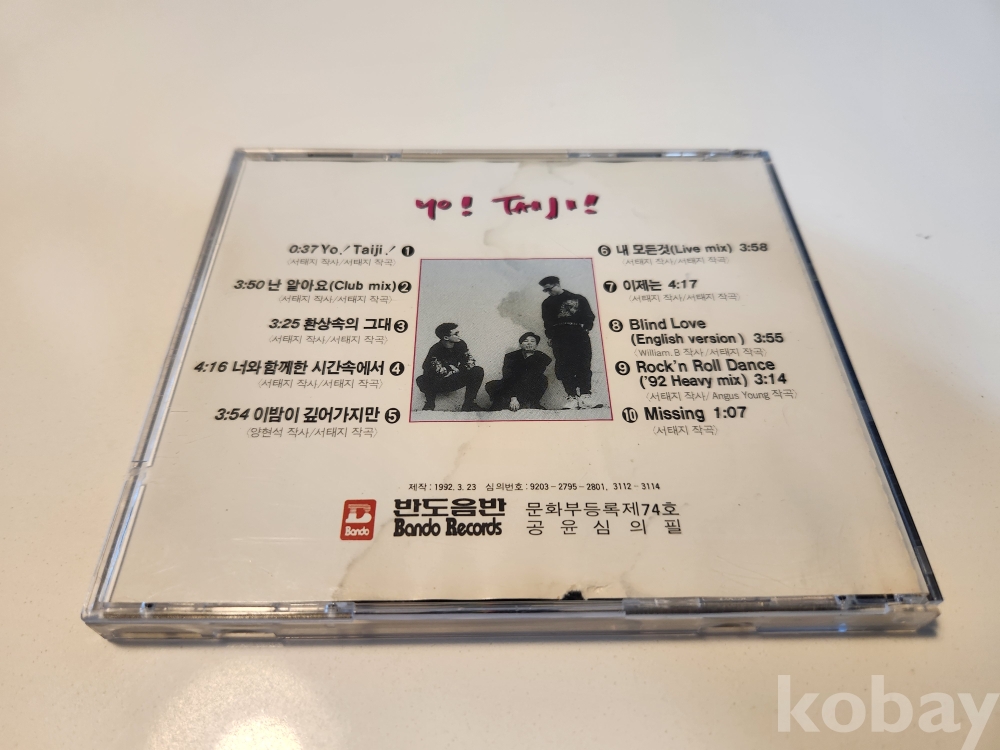 yo! Taiji!
0:37 Yo! Taiji! 1
〈서태지 작사/서태지 작곡〉
3:50 난 알아요(Club mix) 2
〈서태지 작사/서태지 작곡〉
3:25 환상속의 그대 3
〈서태지 작사/서태지 작곡〉
4:16 너와함께한 시간속에서 4
〈서태지 작사/서태지 작곡〉
3:54 이밤이 깊어가지만 5
〈양현석 작사/서태지 작곡〉
6 내 모든것(Live mix) 3:58
〈서태지 작사/서태지 작곡〉
7 이제는 4:17
〈서태지 작사/서태지 작곡〉
8 Blind Love
(English version) 3:55
〈William. B 작사/서태지 작곡〉
9 Rock'n Roll Dance
('92 Heavy mix) 3:14
〈서태지 작사/ Angus Young 작곡〉
10 Missing 1:07
〈서태지 작곡〉
제작 : 1992. 3. 23 심의번호 : 9203-2795-2801, 3112-3114
Bando
반도음반
Bando Records
문화부등록제74호
공윤심의필
kobay